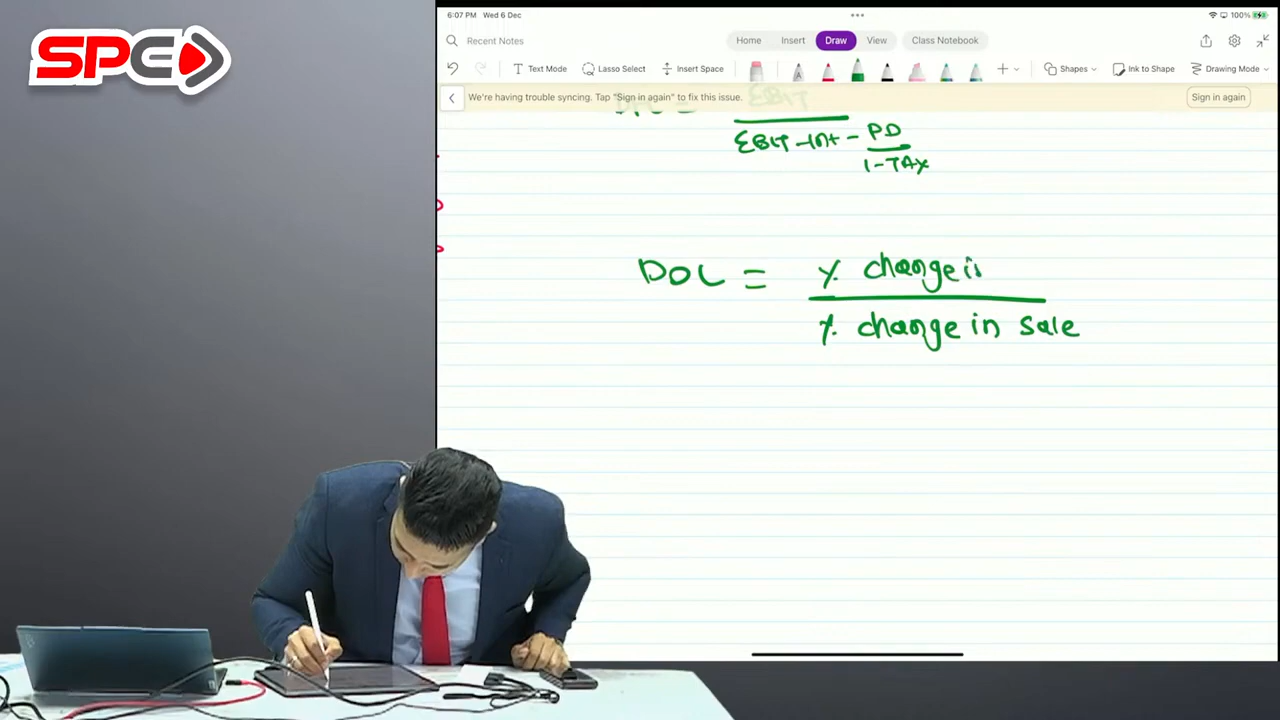 SPE
6:07 PM Wed 6 Dec
100%
Recent Notes
Home Insert Draw View Class Notebook
Text Mode Lasso Select Insert Space Shapes Ink to Shape Drawing Mode
We're having trouble syncing. Tap "Sign in again" to fix this issue.
Sign in again
EBIT
EBIT - Int - PD
1-TAX
DOL = % change in
% change in sale